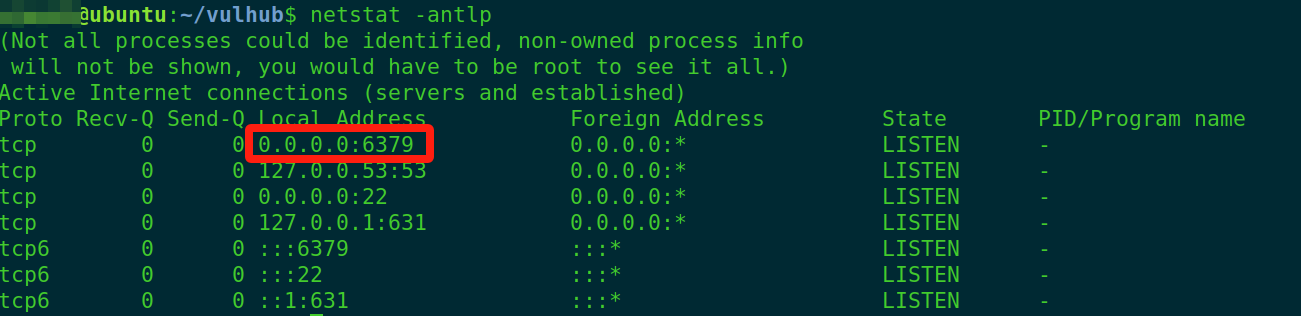 @ubuntu:~/vulhub$ netstat -antlp
(Not all processes could be identified, non-owned process info
 will not be shown, you would have to be root to see it all.)
Active Internet connections (servers and established)
Proto Recv-Q Send-Q Local Address           Foreign Address         State       PID/Program name
tcp        0      0 0.0.0.0:6379            0.0.0.0:*               LISTEN      -
tcp        0      0 127.0.0.53:53           0.0.0.0:*               LISTEN      -
tcp        0      0 0.0.0.0:22              0.0.0.0:*               LISTEN      -
tcp        0      0 127.0.0.1:631           0.0.0.0:*               LISTEN      -
tcp6       0      0 :::6379                 :::*                    LISTEN      -
tcp6       0      0 :::22                   :::*                    LISTEN      -
tcp6       0      0 ::1:631                 :::*                    LISTEN      -